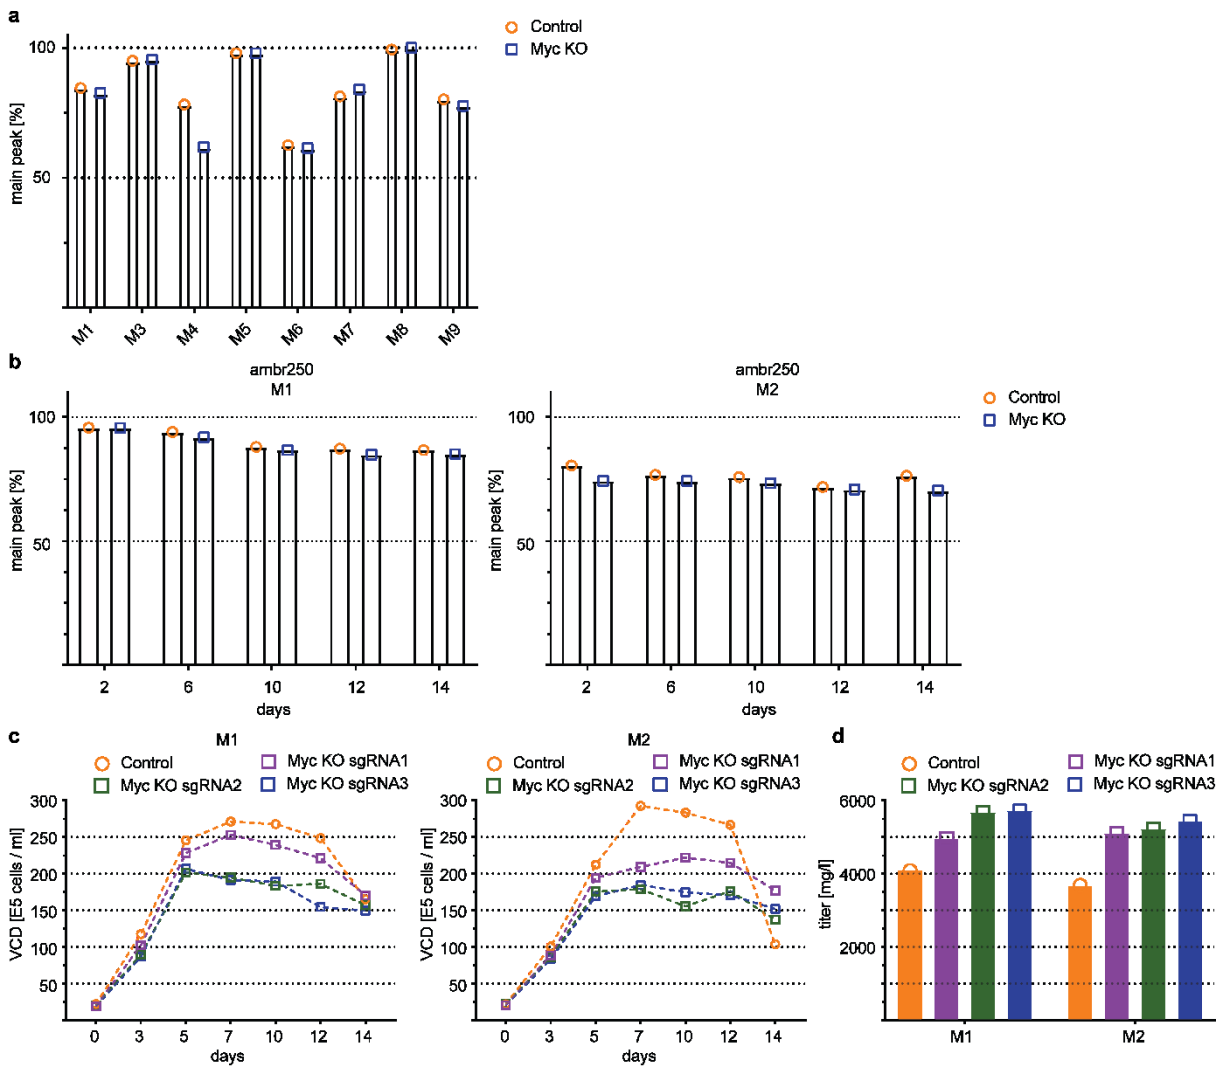 a
Control
Myc KO
main peak [%]
100
50
M1 M3 M4 M5 M6 M7 M8 M9
b
ambr250
M1
main peak [%]
100
50
2 6 10 12 14
days
ambr250
M2
main peak [%]
100
50
2 6 10 12 14
days
Control
Myc KO
c
M1
Control
Myc KO sgRNA1
Myc KO sgRNA2
Myc KO sgRNA3
VCD [E5 cells / ml]
300
250
200
150
100
50
0 3 5 7 10 12 14
days
M2
Control
Myc KO sgRNA1
Myc KO sgRNA2
Myc KO sgRNA3
VCD [E5 cells / ml]
300
250
200
150
100
50
0 3 5 7 10 12 14
days
d
Control
Myc KO sgRNA1
Myc KO sgRNA2
Myc KO sgRNA3
titer [mg/l]
6000
4000
2000
M1 M2